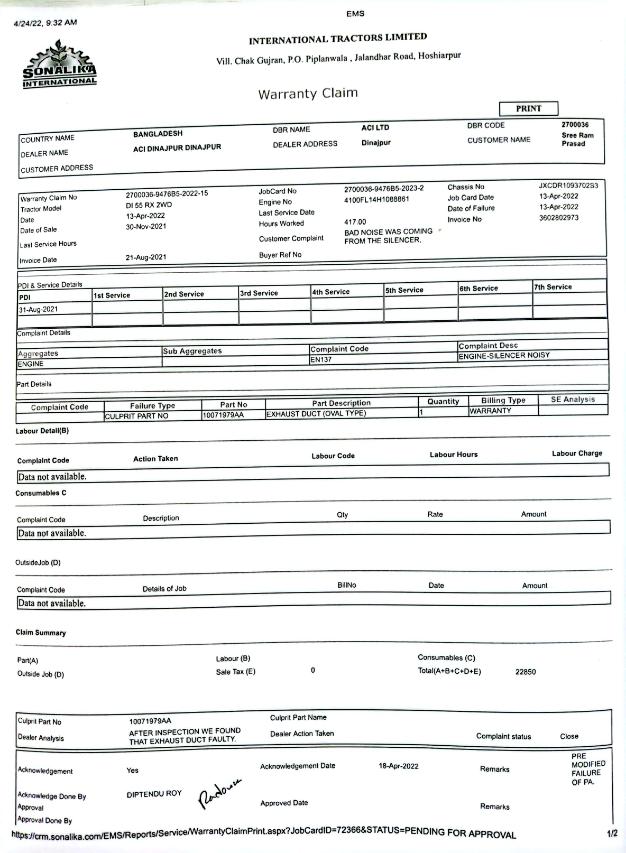 4/24/22, 9:32 AM
EMS
SONALIKA
INTERNATIONAL
INTERNATIONAL TRACTORS LIMITED
Vill. Chak Gujran, P.O. Piplanwala , Jalandhar Road, Hoshiarpur
Warranty Claim
PRINT
COUNTRY NAME BANGLADESH DBR NAME ACI LTD DBR CODE 2700036
DEALER NAME ACI DINAJPUR DINAJPUR DEALER ADDRESS Dinajpur CUSTOMER NAME Sree Ram
Prasad
CUSTOMER ADDRESS
Warranty Claim No 2700036-9476B5-2022-15 JobCard No 2700036-9476B5-2023-2 Chassis No JXCDR1093702S3
Tractor Model DI 55 RX 2WD Engine No 4100FL14H1088861 Job Card Date 13-Apr-2022
Date 13-Apr-2022 Last Service Date Date of Failure 13-Apr-2022
Date of Sale 30-Nov-2021 Hours Worked 417.00 Invoice No 3602802973
Last Service Hours Customer Complaint BAD NOISE WAS COMING
FROM THE SILENCER.
Invoice Date 21-Aug-2021 Buyer Ref No
PDI & Service Details
PDI 1st Service 2nd Service 3rd Service 4th Service 5th Service 6th Service 7th Service
31-Aug-2021
Complaint Details
Aggregates Sub Aggregates Complaint Code Complaint Desc
ENGINE EN137 ENGINE-SILENCER NOISY
Part Details
Complaint Code Failure Type Part No Part Description Quantity Billing Type SE Analysis
CULPRIT PART NO 10071979AA EXHAUST DUCT (OVAL TYPE) 1 WARRANTY
Labour Detail(B)
Complaint Code Action Taken Labour Code Labour Hours Labour Charge
Data not available.
Consumables C
Complaint Code Description Qty Rate Amount
Data not available.
OutsideJob (D)
Complaint Code Details of Job BillNo Date Amount
Data not available.
Claim Summary
Part(A) Labour (B) Consumables (C)
Outside Job (D) Sale Tax (E) 0 Total(A+B+C+D+E) 22850
Culprit Part No 10071979AA Culprit Part Name
Dealer Analysis AFTER INSPECTION WE FOUND
THAT EXHAUST DUCT FAULTY. Dealer Action Taken Complaint status Close
Acknowledgement Yes Acknowledgement Date 18-Apr-2022 Remarks PRE
MODIFIED
FAILURE
OF PA.
Acknowledge Done By DIPTENDU ROY
Approval Approved Date Remarks
Approval Done By
https://crm.sonalika.com/EMS/Reports/Service/WarrantyClaimPrint.aspx?JobCardID=72366&STATUS=PENDING FOR APPROVAL
1/2